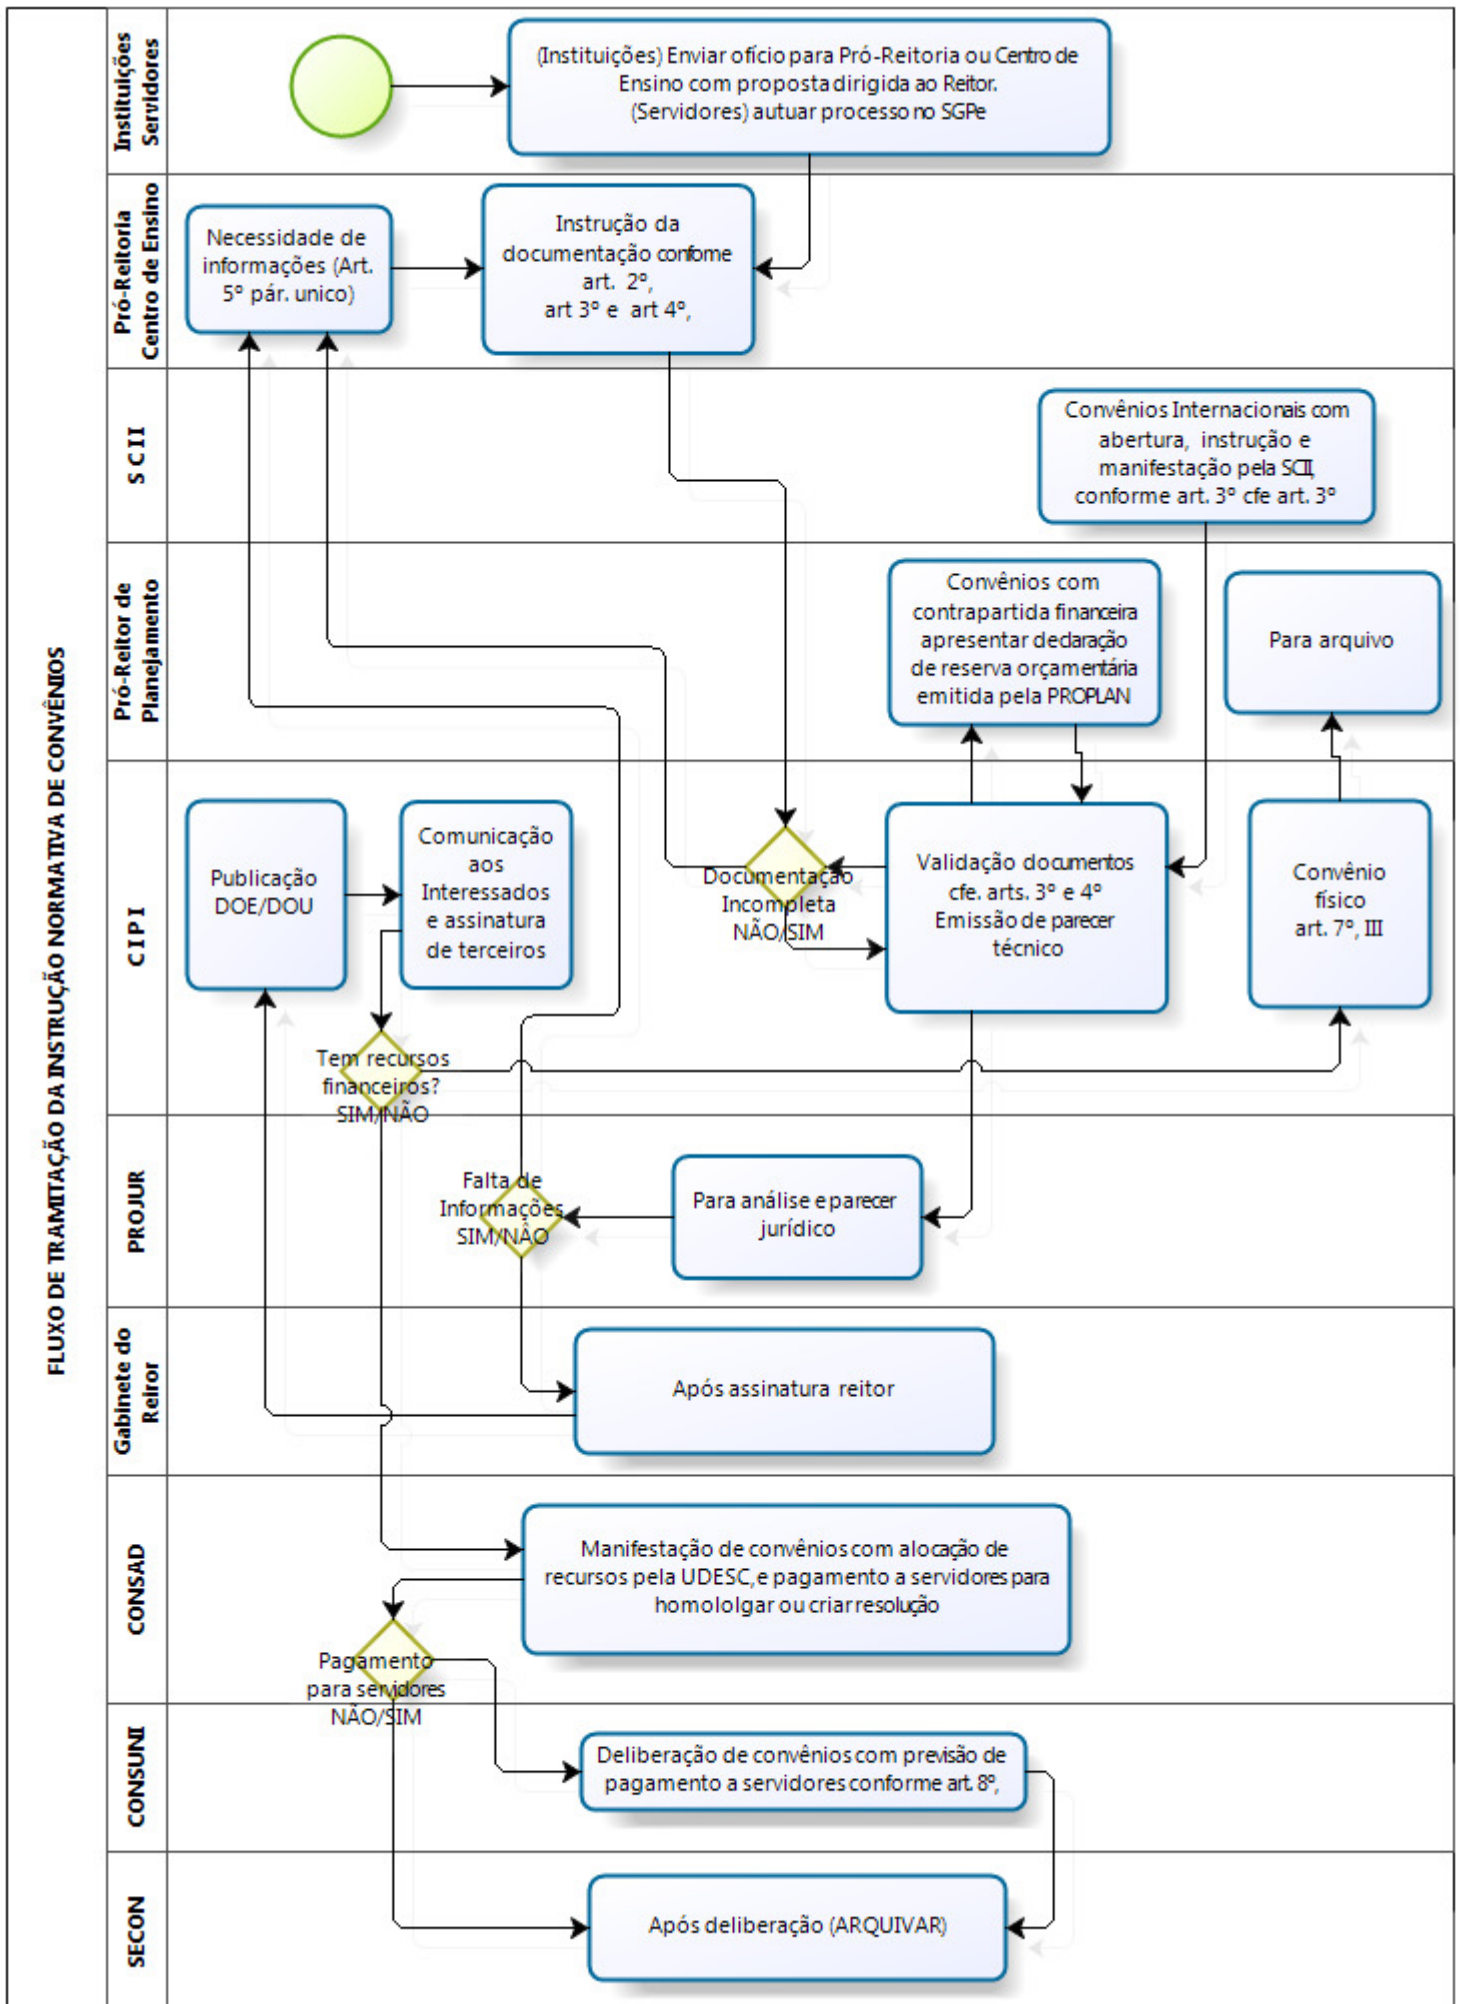 FLUXO DE TRAMITAÇÃO DA INSTRUÇÃO NORMATIVA DE CONVÊNIOS
Instituições
Servidores
(Instituições) Enviar ofício para Pró-Reitoria ou Centro de
Ensino com proposta dirigida ao Reitor.
(Servidores) autuar processo no SGPe
Pró-Reitoria
Centro de Ensino
Necessidade de
informações (Art.
5º pár. unico)
Instrução da
documentação confome
art. 2º,
art 3º e art 4º,
S C I I
Convênios Internacionais com
abertura, instrução e
manifestação pela SCII,
conforme art. 3º cfe art. 3º
Pró-Reitor de
Planejamento
Convênios com
contrapartida financeira
apresentar declaração
de reserva orçamentária
emitida pela PROPLAN
Para arquivo
C I P I
Publicação
DOE/DOU
Comunicação
aos
Interessados
e assinatura
de terceiros
Documentação
Incompleta
NÃO/SIM
Validação documentos
cfe. arts. 3º e 4º
Emissão de parecer
técnico
Convênio
físico
art. 7º, III
Tem recursos
financeiros?
SIM/NÃO
PROJUR
Falta de
Informações
SIM/NÃO
Para análise e parecer
jurídico
Gabinete do
Reiror
Após assinatura reitor
CONSAD
Manifestação de convênios com alocação de
recursos pela UDESC, e pagamento a servidores para
homololgar ou criar resolução
Pagamento
para servidores
NÃO/SIM
CONSUNI
Deliberação de convênios com previsão de
pagamento a servidores conforme art. 8º,
SECON
Após deliberação (ARQUIVAR)